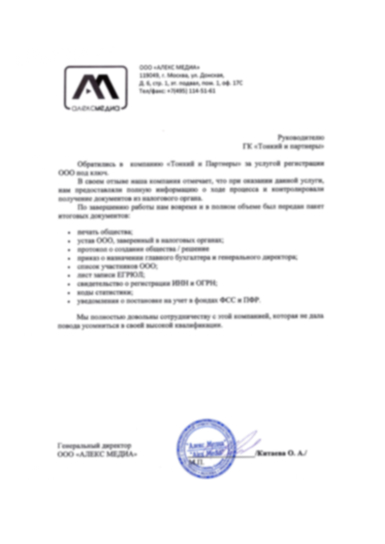 ООО «АЛЕКС МЕДИА»
119049, г. Москва, ул. Донская,
Д. 6, стр. 1, эт. подвал, пом. 1, оф. 17С
Тел/факс: +7(495) 114-51-61
АЛЕКСМЕДИА
Руководителю
ГК «Тонкий и партнеры»
Обратились в компанию «Тонкий и Партнеры» за услугой регистрации
ООО под ключ.
В своем отзыве наша компания отмечает, что при оказании данной услуги,
нам предоставили полную информацию о ходе процесса и контролировали
получение документов из налогового органа.
По завершению работы нам вовремя и в полном объеме был передан пакет
итоговых документов:
• печать общества;
• устав ООО, заверенный в налоговых органах;
• протокол о создании общества / решение
• приказ о назначении главного бухгалтера и генерального директора;
• список участников ООО;
• лист записи ЕГРЮЛ;
• свидетельство о регистрации ИНН и ОГРН;
• коды статистики;
• уведомления о постановке на учет в фондах ФСС и ПФР.
Мы полностью довольны сотрудничеству с этой компанией, которая не дала
повода усомниться в своей высокой квалификации.
Генеральный директор
ООО «АЛЕКС МЕДИА»
/Китаева О. А./
М.П.